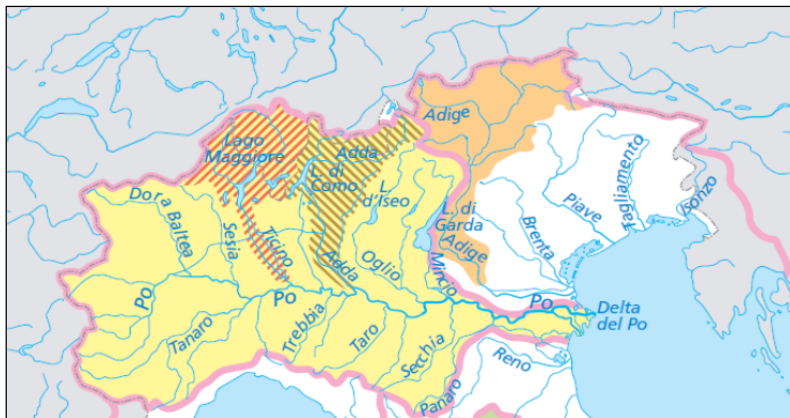 Adige
Lago
Maggiore
Adda
L. di
Como
L.
d'Iseo
Dora Baltea
Sesia
Ticino
Adda
Oglio
L. di
Garda
Adige
Mincio
Brenta
Piave
Tagliamento
Isonzo
Po
Po
Po
Delta
del Po
Tanaro
Trebbia
Taro
Secchia
Panaro
Reno